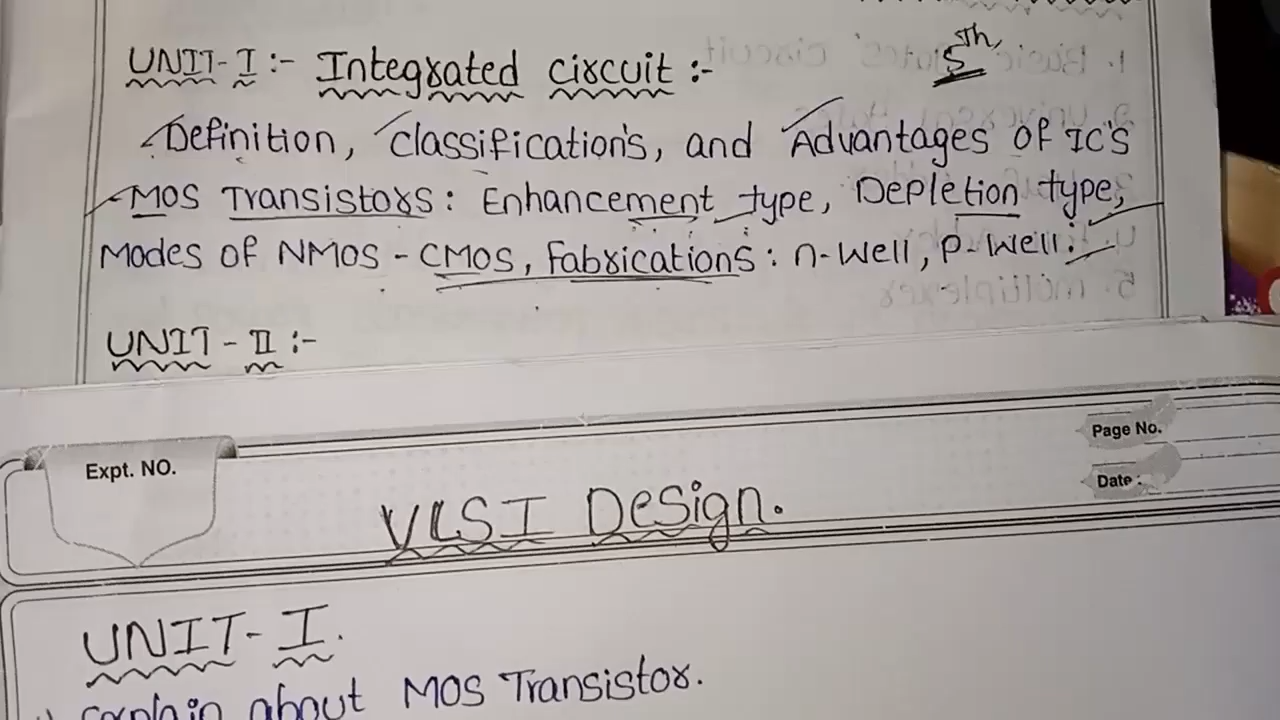 UNIT-I:- Integrated circuit :-
5Th
Definition, classification's, and Advantages of IC's
MOS Transistors: Enhancement type, Depletion type,
Modes of NMOS - CMOS, Fabrications: n-well, p-well;
UNIT-II:-
Expt. NO.
Page No.
Date :
VLSI Design.
UNIT-I.
explain about MOS Transistor.